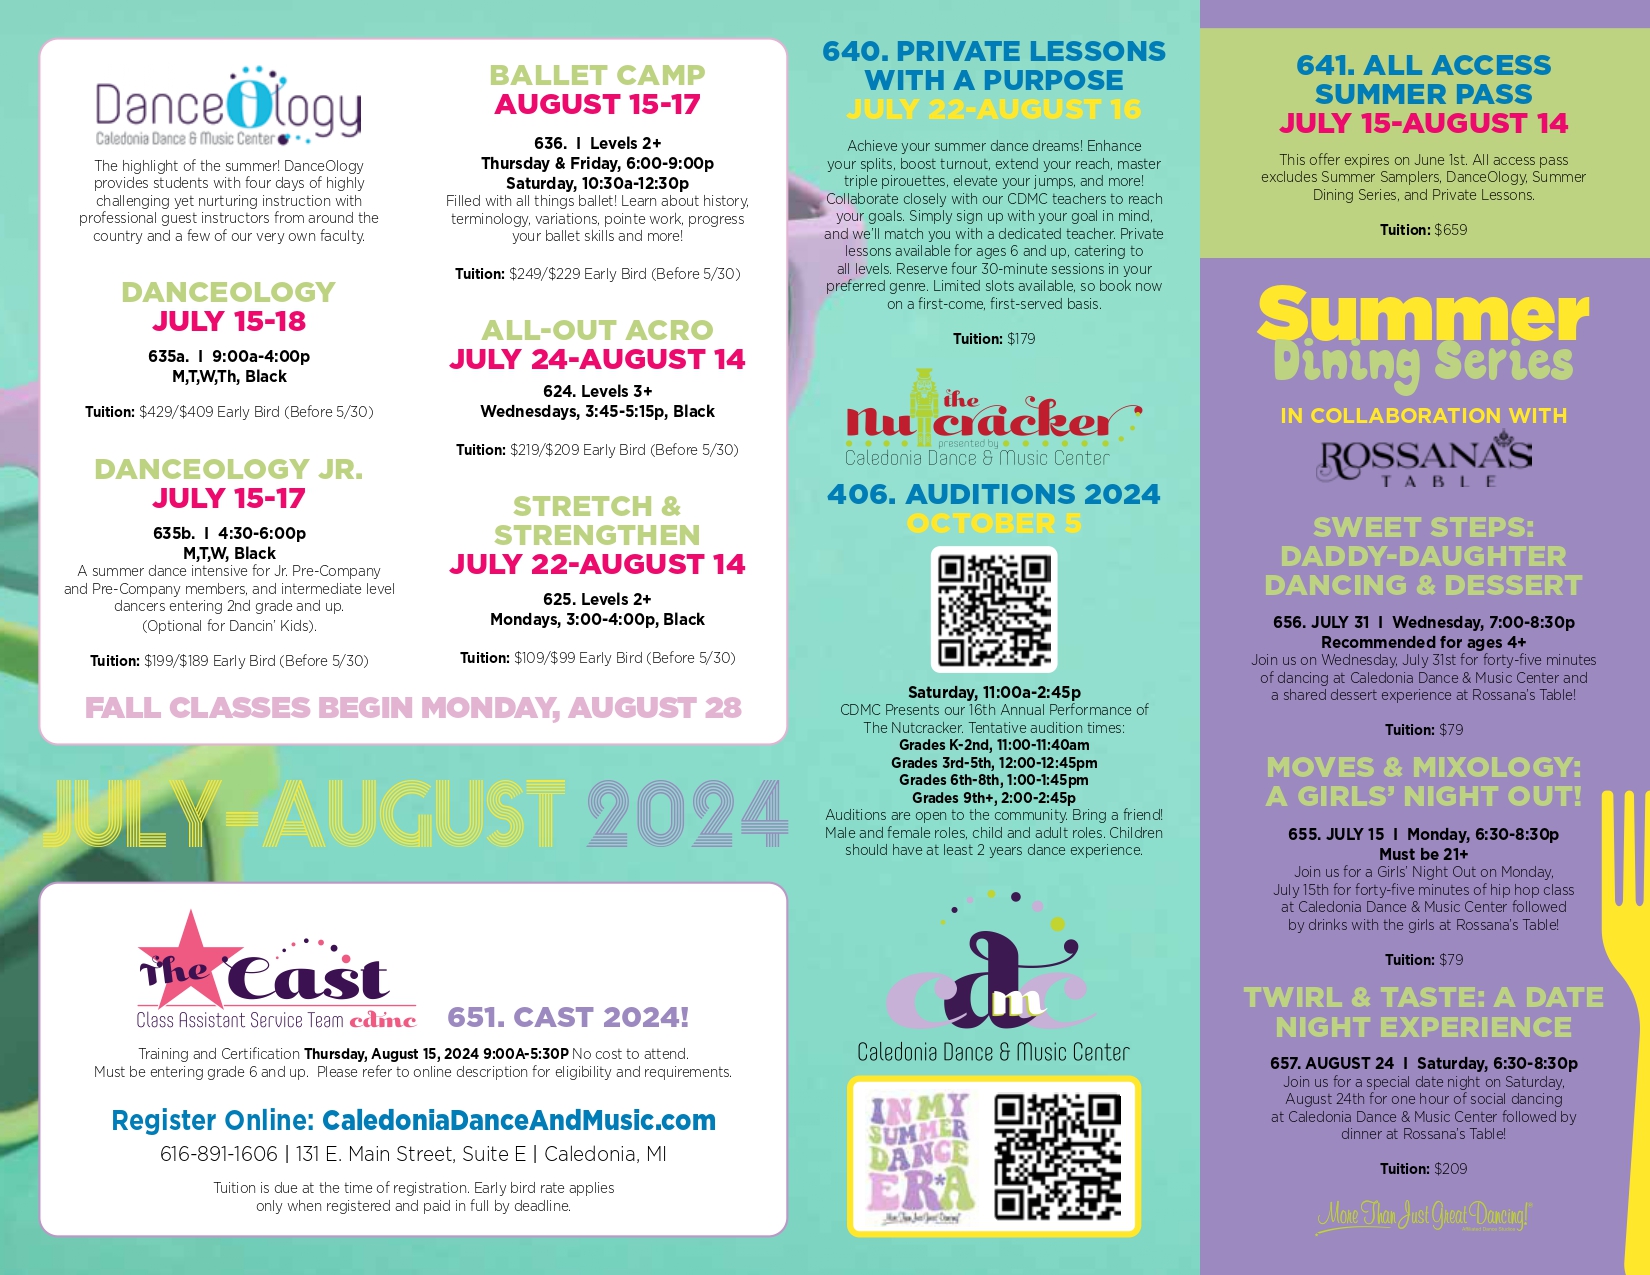 DanceOlogy
Caledonia Dance & Music Center
The highlight of the summer! DanceOlogy
provides students with four days of highly
challenging yet nurturing instruction with
professional guest instructors from around the
country and a few of our very own faculty.
DANCEOLOGY
JULY 15-18
635a. I 9:00a-4:00p
M,T,W,Th, Black
Tuition: $429/$409 Early Bird (Before 5/30)
DANCEOLOGY JR.
JULY 15-17
635b. I 4:30-6:00p
M,T,W, Black
A summer dance intensive for Jr. Pre-Company
and Pre-Company members, and intermediate level
dancers entering 2nd grade and up.
(Optional for Dancin' Kids).
Tuition: $199/$189 Early Bird (Before 5/30)
BALLET CAMP
AUGUST 15-17
636. I Levels 2+
Thursday & Friday, 6:00-9:00p
Saturday, 10:30a-12:30p
Filled with all things ballet! Learn about history,
terminology, variations, pointe work, progress
your ballet skills and more!
Tuition: $249/$229 Early Bird (Before 5/30)
ALL-OUT ACRO
JULY 24-AUGUST 14
624. Levels 3+
Wednesdays, 3:45-5:15p, Black
Tuition: $219/$209 Early Bird (Before 5/30)
STRETCH &
STRENGTHEN
JULY 22-AUGUST 14
625. Levels 2+
Mondays, 3:00-4:00p, Black
Tuition: $109/$99 Early Bird (Before 5/30)
FALL CLASSES BEGIN MONDAY, AUGUST 28
JULY-AUGUST 2024
The Cast
Class Assistant Service Team cdmc
651. CAST 2024!
Training and Certification Thursday, August 15, 2024 9:00A-5:30P No cost to attend.
Must be entering grade 6 and up. Please refer to online description for eligibility and requirements.
Register Online: CaledoniaDanceAndMusic.com
616-891-1606 | 131 E. Main Street, Suite E | Caledonia, MI
Tuition is due at the time of registration. Early bird rate applies
only when registered and paid in full by deadline.
640. PRIVATE LESSONS
WITH A PURPOSE
JULY 22-AUGUST 16
Achieve your summer dance dreams! Enhance
your splits, boost turnout, extend your reach, master
triple pirouettes, elevate your jumps, and more!
Collaborate closely with our CDMC teachers to reach
your goals. Simply sign up with your goal in mind,
and we'll match you with a dedicated teacher. Private
lessons available for ages 6 and up, catering to
all levels. Reserve four 30-minute sessions in your
preferred genre. Limited slots available, so book now
on a first-come, first-served basis.
Tuition: $179
the
nutcracker
presented by
Caledonia Dance & Music Center
406. AUDITIONS 2024
OCTOBER 5
Saturday, 11:00a-2:45p
CDMC Presents our 16th Annual Performance of
The Nutcracker. Tentative audition times:
Grades K-2nd, 11:00-11:40am
Grades 3rd-5th, 12:00-12:45pm
Grades 6th-8th, 1:00-1:45pm
Grades 9th+, 2:00-2:45p
Auditions are open to the community. Bring a friend!
Male and female roles, child and adult roles. Children
should have at least 2 years dance experience.
cdmc
Caledonia Dance & Music Center
IN MY
SUMMER
DANCE
ER*A
More Than Just Great Dancing!
641. ALL ACCESS
SUMMER PASS
JULY 15-AUGUST 14
This offer expires on June 1st. All access pass
excludes Summer Samplers, DanceOlogy, Summer
Dining Series, and Private Lessons.
Tuition: $659
Summer
Dining Series
IN COLLABORATION WITH
ROSSANA'S
TABLE
SWEET STEPS:
DADDY-DAUGHTER
DANCING & DESSERT
656. JULY 31 I Wednesday, 7:00-8:30p
Recommended for ages 4+
Join us on Wednesday, July 31st for forty-five minutes
of dancing at Caledonia Dance & Music Center and
a shared dessert experience at Rossana's Table!
Tuition: $79
MOVES & MIXOLOGY:
A GIRLS' NIGHT OUT!
655. JULY 15 I Monday, 6:30-8:30p
Must be 21+
Join us for a Girls' Night Out on Monday,
July 15th for forty-five minutes of hip hop class
at Caledonia Dance & Music Center followed
by drinks with the girls at Rossana's Table!
Tuition: $79
TWIRL & TASTE: A DATE
NIGHT EXPERIENCE
657. AUGUST 24 I Saturday, 6:30-8:30p
Join us for a special date night on Saturday,
August 24th for one hour of social dancing
at Caledonia Dance & Music Center followed by
dinner at Rossana's Table!
Tuition: $209
More Than Just Great Dancing!